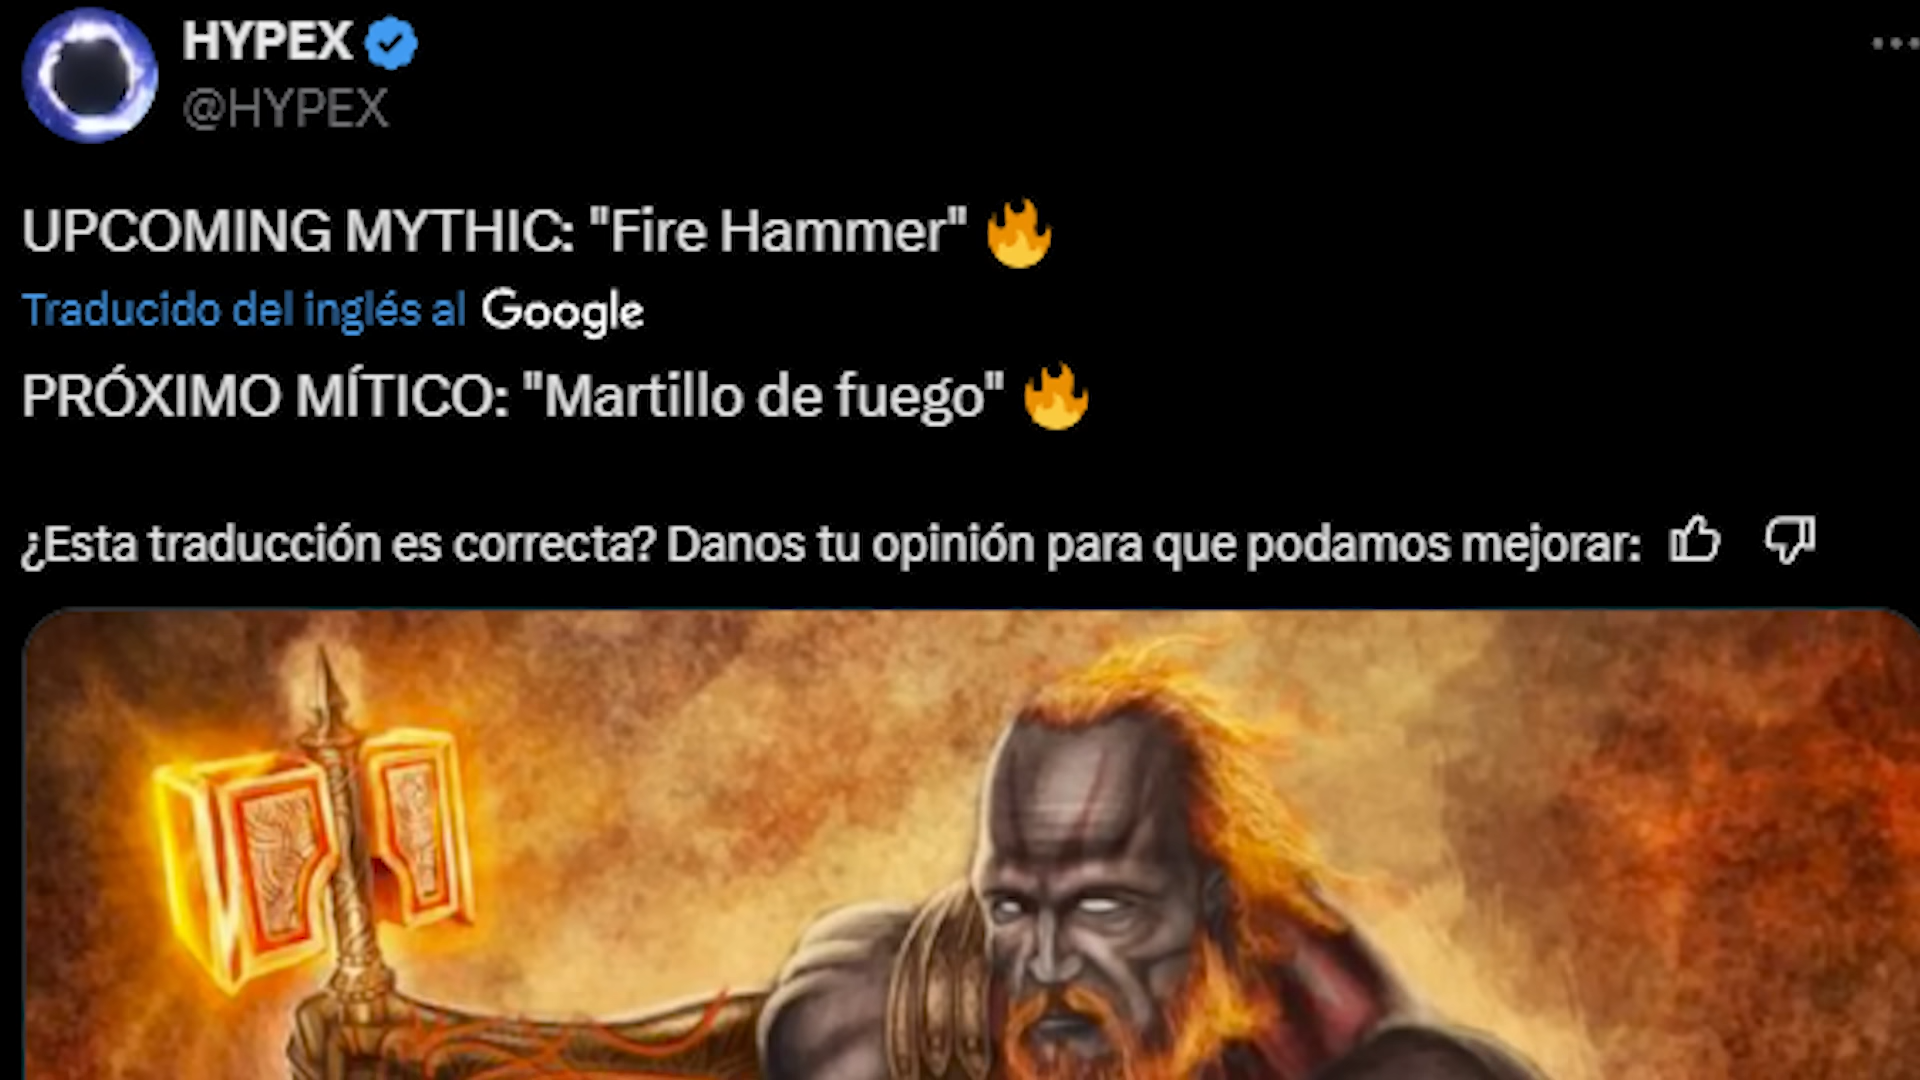 HYPEX
@HYPEX
UPCOMING MYTHIC: "Fire Hammer" 🔥
Traducido del inglés al Google
PRÓXIMO MÍTICO: "Martillo de fuego" 🔥
¿Esta traducción es correcta? Danos tu opinión para que podamos mejorar: